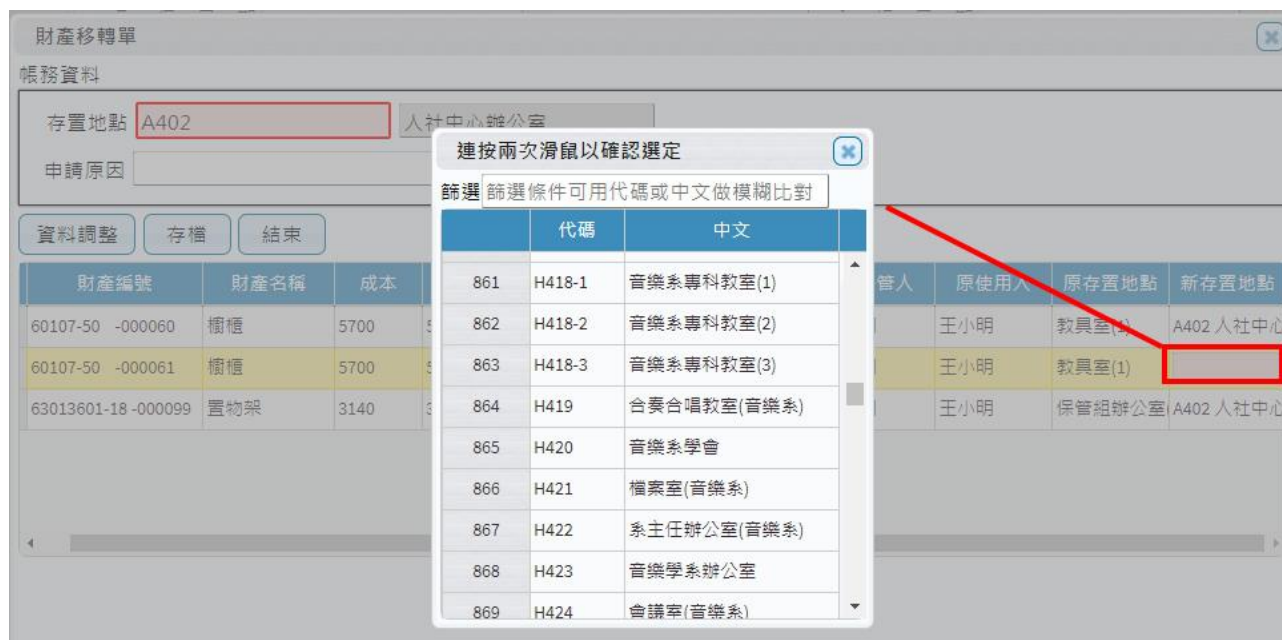 財產移轉單
帳務資料
存置地點 A402 人社中心辦公室
申請原因
資料調整 存檔 結束
連按兩次滑鼠以確認選定
篩選 篩選條件可用代碼或中文做模糊比對
代碼 中文
861 H418-1 音樂系專科教室(1)
862 H418-2 音樂系專科教室(2)
863 H418-3 音樂系專科教室(3)
864 H419 合奏合唱教室(音樂系)
865 H420 音樂系學會
866 H421 檔案室(音樂系)
867 H422 系主任辦公室(音樂系)
868 H423 音樂學系辦公室
869 H424 會議室(音樂系)
財產編號 財產名稱 成本 管人 原使用人 原存置地點 新存置地點
60107-50 -000060 櫥櫃 5700 王小明 教具室(1) A402 人社中心
60107-50 -000061 櫥櫃 5700 王小明 教具室(1)
63013601-18 -000099 置物架 3140 王小明 保管組辦公室 A402 人社中心